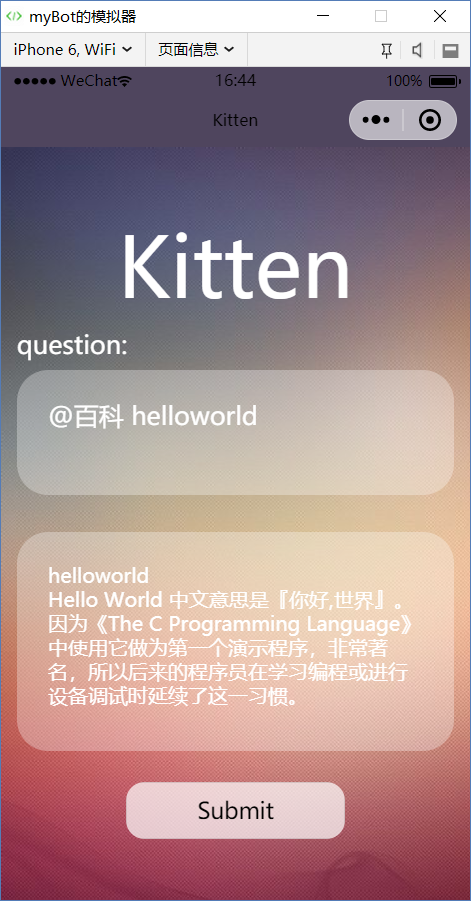 myBot的模拟器
iPhone 6, WiFi 页面信息
WeChat 16:44 100%
Kitten
Kitten
question:
@百科 helloworld
helloworld
Hello World 中文意思是『你好,世界』。
因为《The C Programming Language》
中使用它做为第一个演示程序，非常著
名，所以后来的程序员在学习编程或进行
设备调试时延续了这一习惯。
Submit